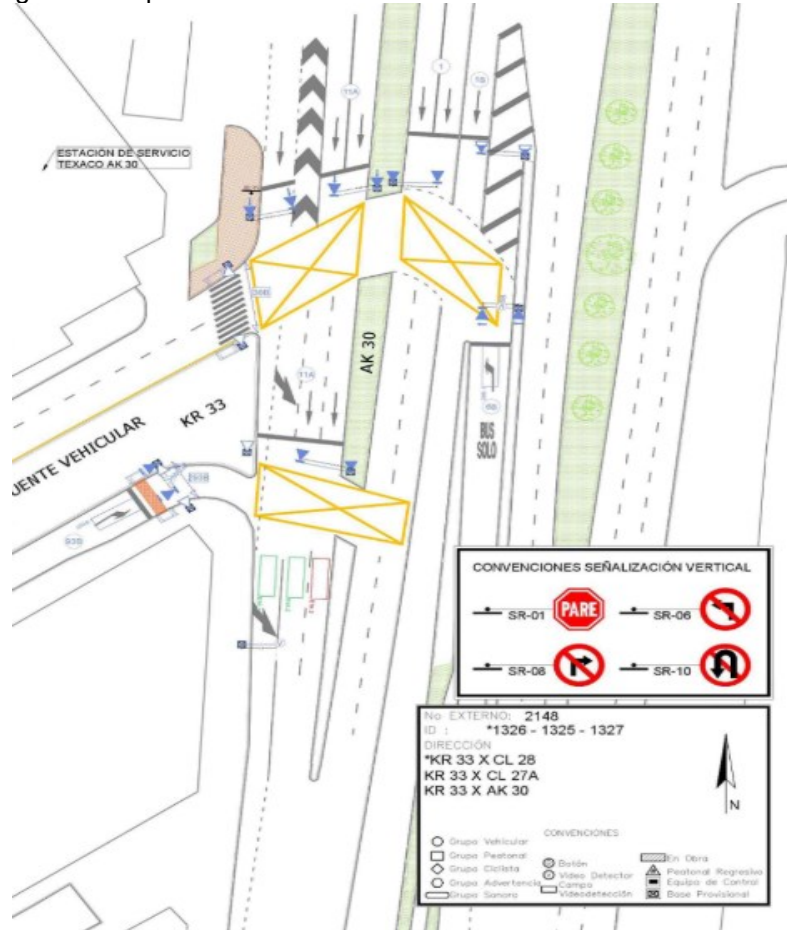 11A
1
ESTACIÓN DE SERVICIO
TEXACO AK 30
AK 30
11A
KR 33
UENTE VEHICULAR
BUS
SOLO
CONVENCIONES SEÑALIZACIÓN VERTICAL
SR-01 PARE SR-06
SR-08 SR-10
No EXTERNO: 2148
ID : *1326 - 1325 - 1327
DIRECCIÓN
*KR 33 X CL 28
KR 33 X CL 27A
KR 33 X AK 30
N
CONVENCIONES
Grupo Vehicular
Grupo Peatonal
Grupo Ciclista
Grupo Advertencia
Grupo Sonoro
Botón
Video Detector
Campo
Videodetección
En Obra
Peatonal Regresivo
Equipo de Control
Base Provisional